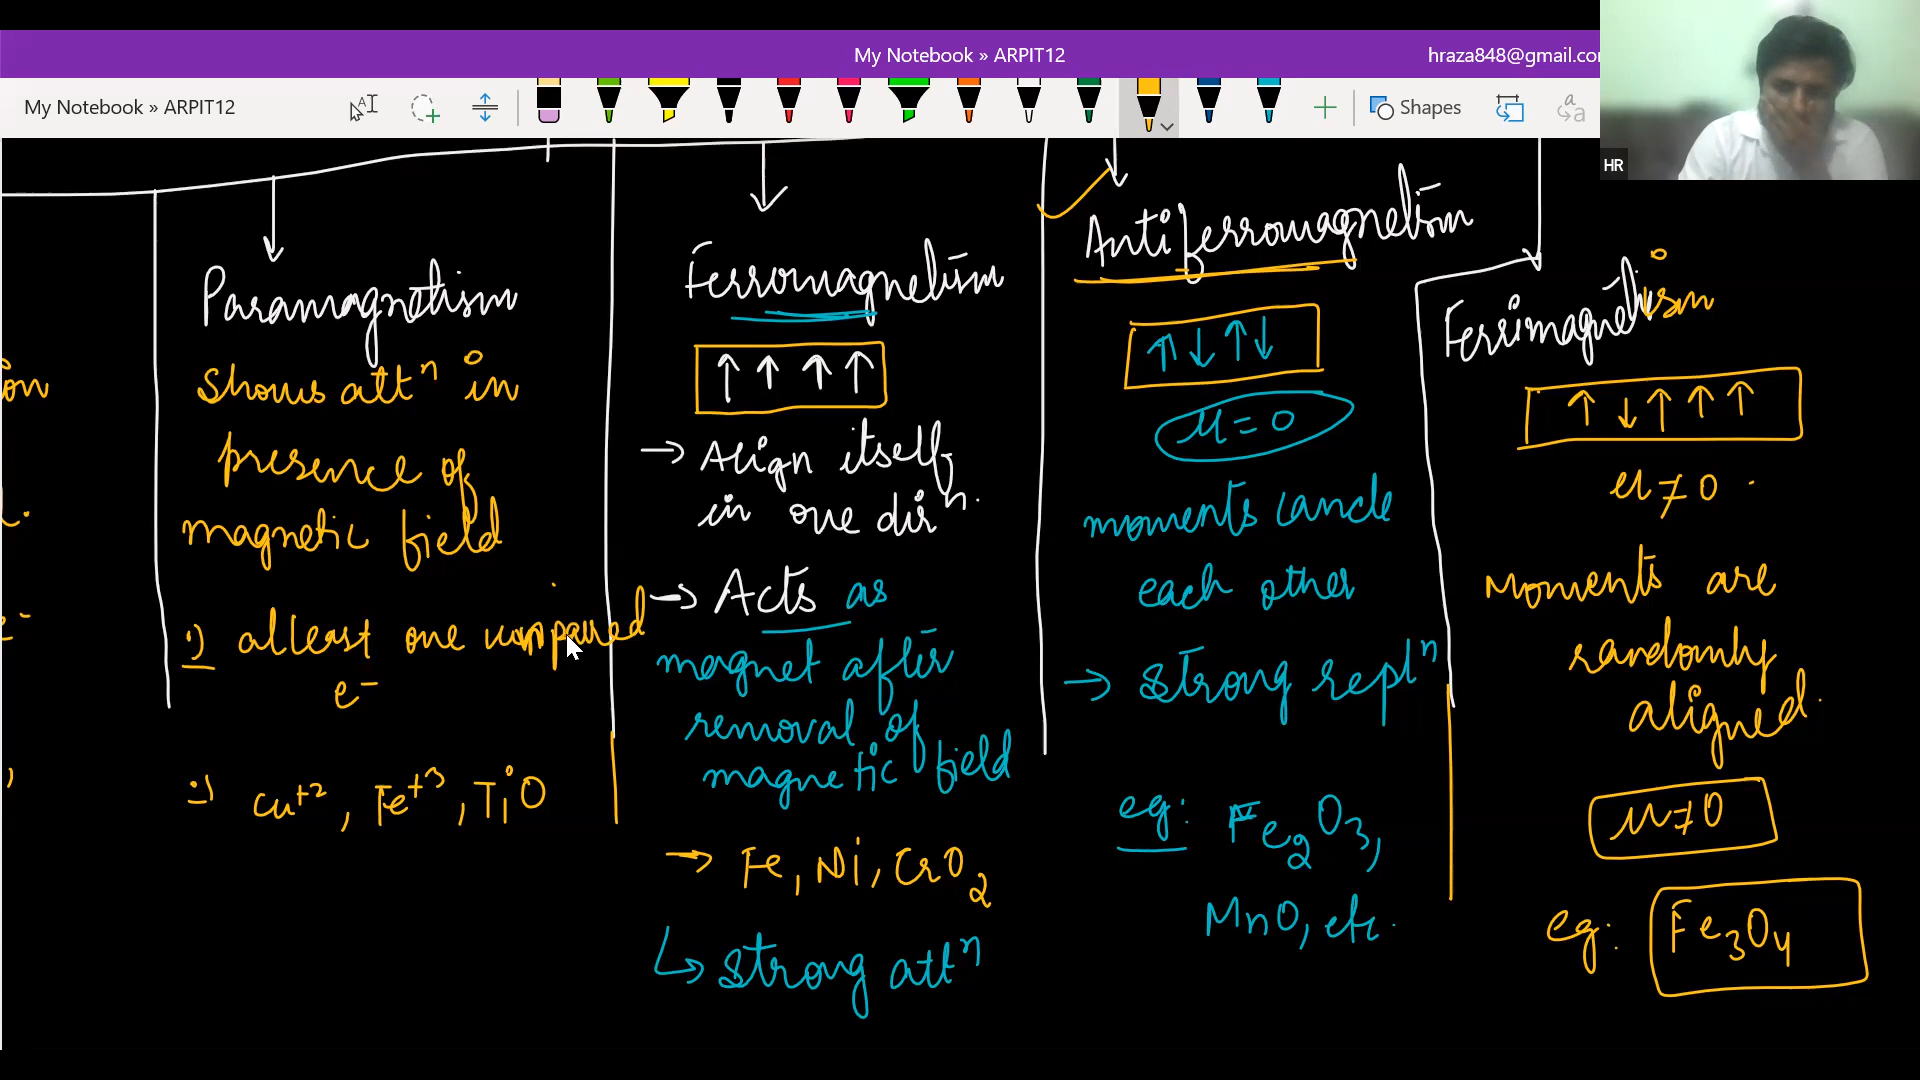 My Notebook » ARPIT12
hraza848@gmail.co
My Notebook » ARPIT12
Shapes
HR
on
Paramagnetism
Shows attⁿ in
presence of
magnetic field
:) atleast one unpaired
e⁻
:) Cu⁺², Fe⁺³, TiO
Ferromagnetism
↑ ↑ ↑ ↑
→ Align itself
in one dirⁿ.
→ Acts as
magnet after
removal of
magnetic field
→ Fe, Ni, CrO₂
↳ strong attⁿ
Antiferromagnetism
↑↓↑↓
μ = 0
moments cancle
each other
→ strong replⁿ
eg: Fe₂O₃,
MnO, etc.
Ferrimagnetism
↑ ↓ ↑ ↑ ↑
μ ≠ 0 .
Moments are
randomly
aligned.
μ ≠ 0
eg: Fe₃O₄